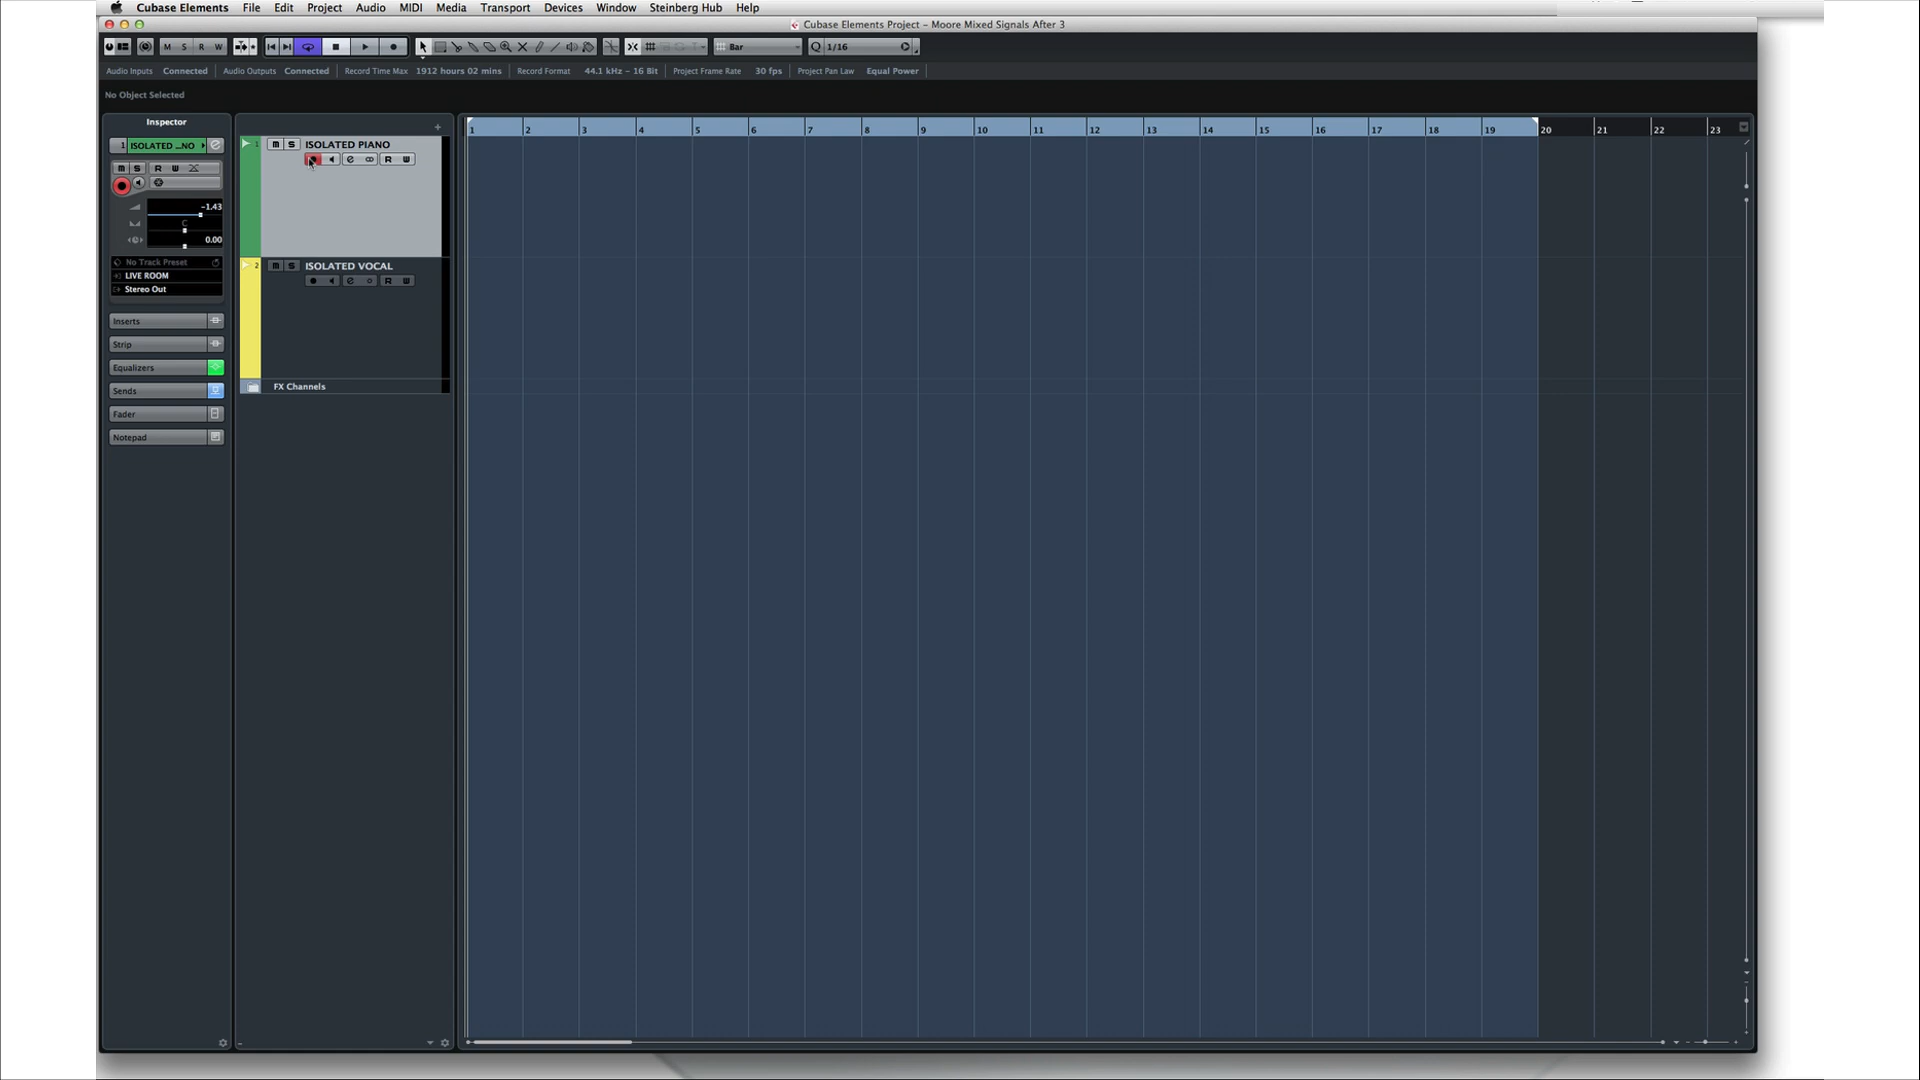 Cubase Elements File Edit Project Audio MIDI Media Transport Devices Window Steinberg Hub Help
Cubase Elements Project - Moore Mixed Signals After 3
M S R W Bar Q 1/16
Audio Inputs Connected Audio Outputs Connected Record Time Max 1912 hours 02 mins Record Format 44.1 kHz - 16 Bit Project Frame Rate 30 fps Project Pan Law Equal Power
No Object Selected
Inspector
1 2 3 4 5 6 7 8 9 10 11 12 13 14 15 16 17 18 19 20 21 22 23
1 ISOLATED ...NO e
1 M S ISOLATED PIANO
e R W
M S R W
-1.43
C
0.00
No Track Preset
LIVE ROOM
Stereo Out
2 M S ISOLATED VOCAL
e R W
Inserts
Strip
Equalizers
Sends
Fader
Notepad
FX Channels